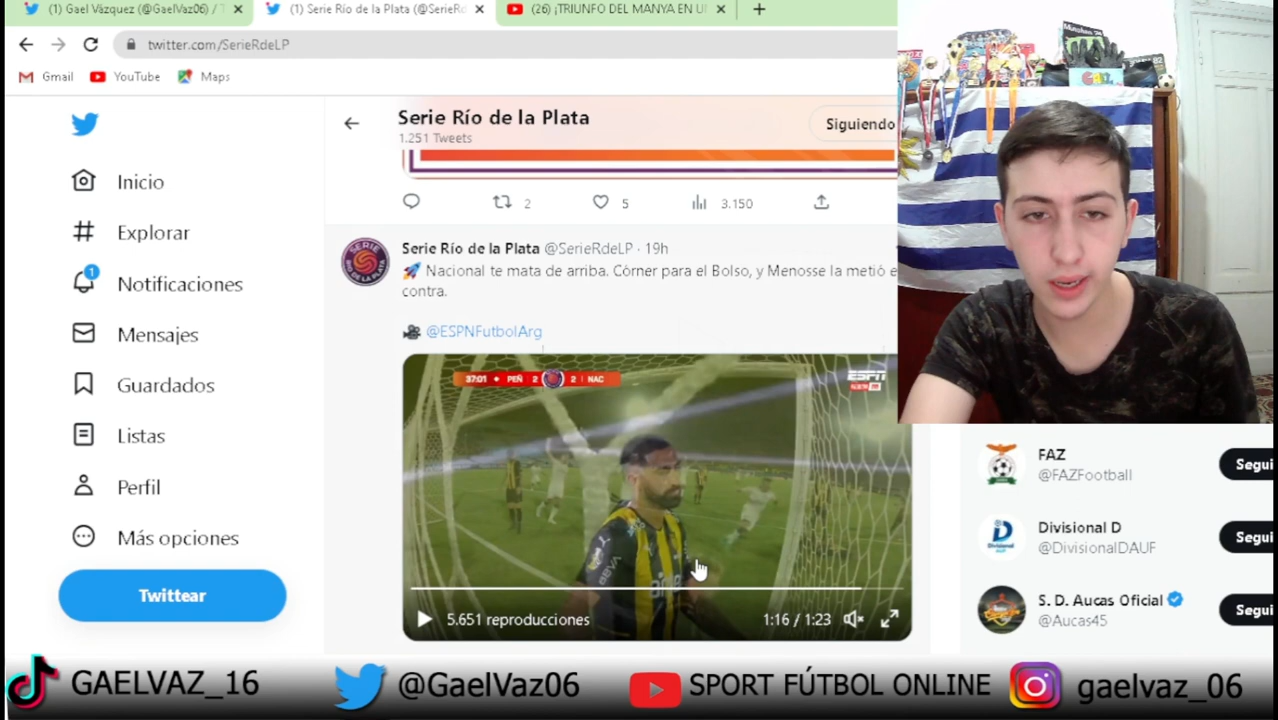 (1) Gael Vázquez (@GaelVaz06) / T
(1) Serie Río de la Plata (@SerieRd
(26) ¡TRIUNFO DEL MANYA EN U
twitter.com/SerieRdeLP
Gmail
YouTube
Maps
Serie Río de la Plata
1.251 Tweets
Siguiendo
Inicio
Explorar
1
Notificaciones
Mensajes
Guardados
Listas
Perfil
Más opciones
Twittear
2
5
3.150
Serie Río de la Plata @SerieRdeLP · 19h
🚀 Nacional te mata de arriba. Córner para el Bolso, y Menosse la metió e
contra.
🎥 @ESPNFutbolArg
37:01 PEÑ 2 2 NAC
ESPN
BBVA
5.651 reproducciones
1:16 / 1:23
FAZ
@FAZFootball
Segui
Divisional D
@DivisionalDAUF
Segui
S. D. Aucas Oficial
@Aucas45
Segui
GAELVAZ_16
@GaelVaz06
SPORT FÚTBOL ONLINE
gaelvaz_06